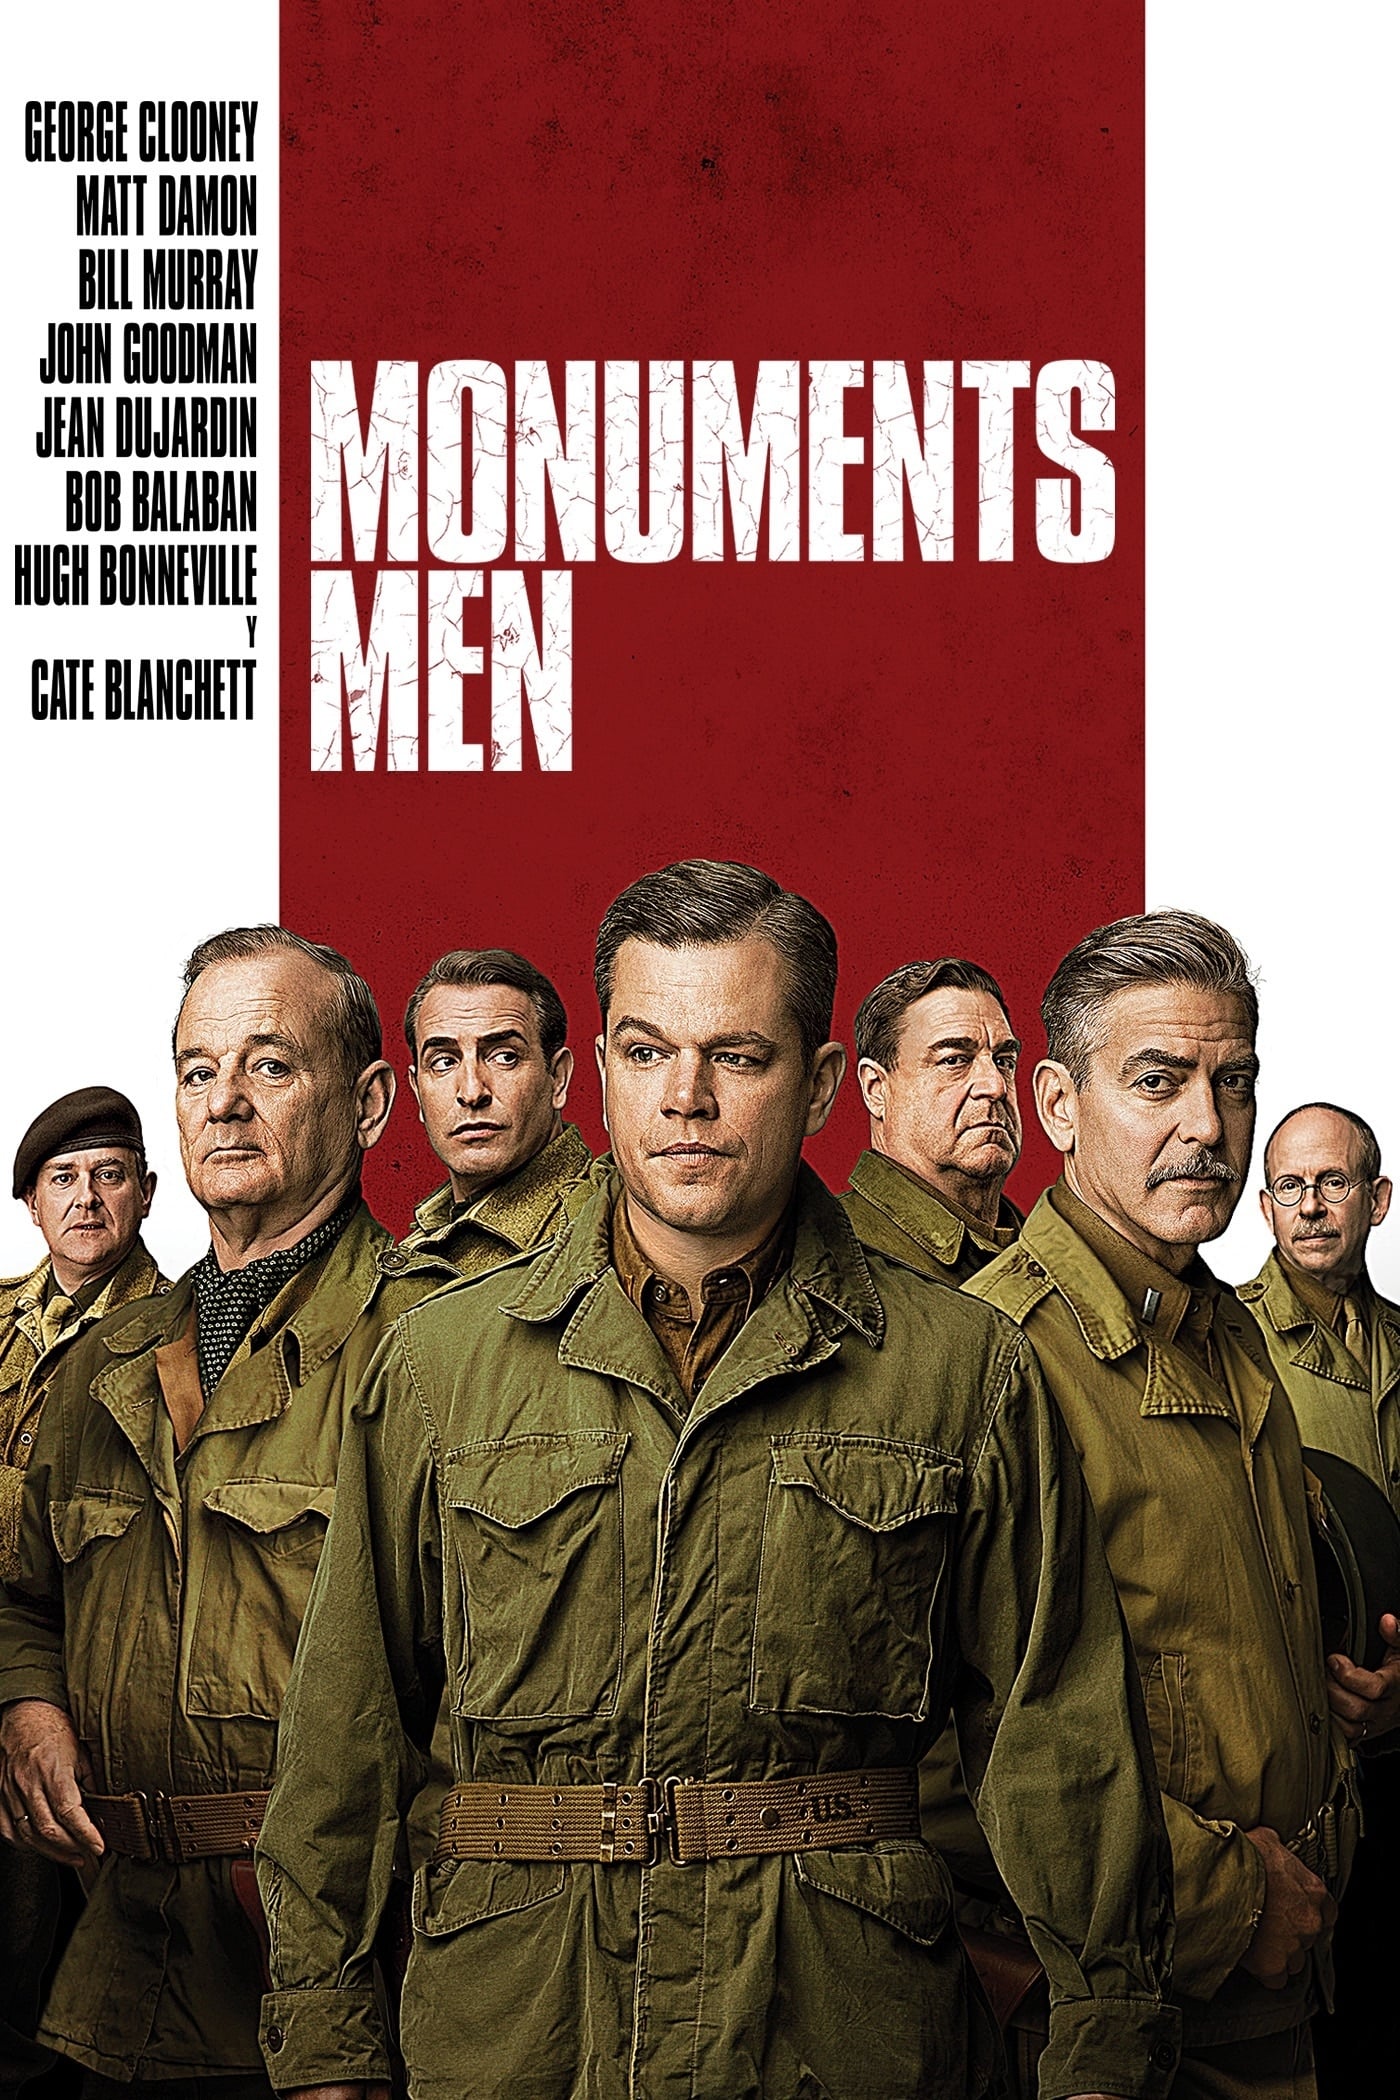 GEORGE CLOONEY
MATT DAMON
BILL MURRAY
JOHN GOODMAN
JEAN DUJARDIN
BOB BALABAN
HUGH BONNEVILLE
Y
CATE BLANCHETT
MONUMENTS
MEN
U.S.